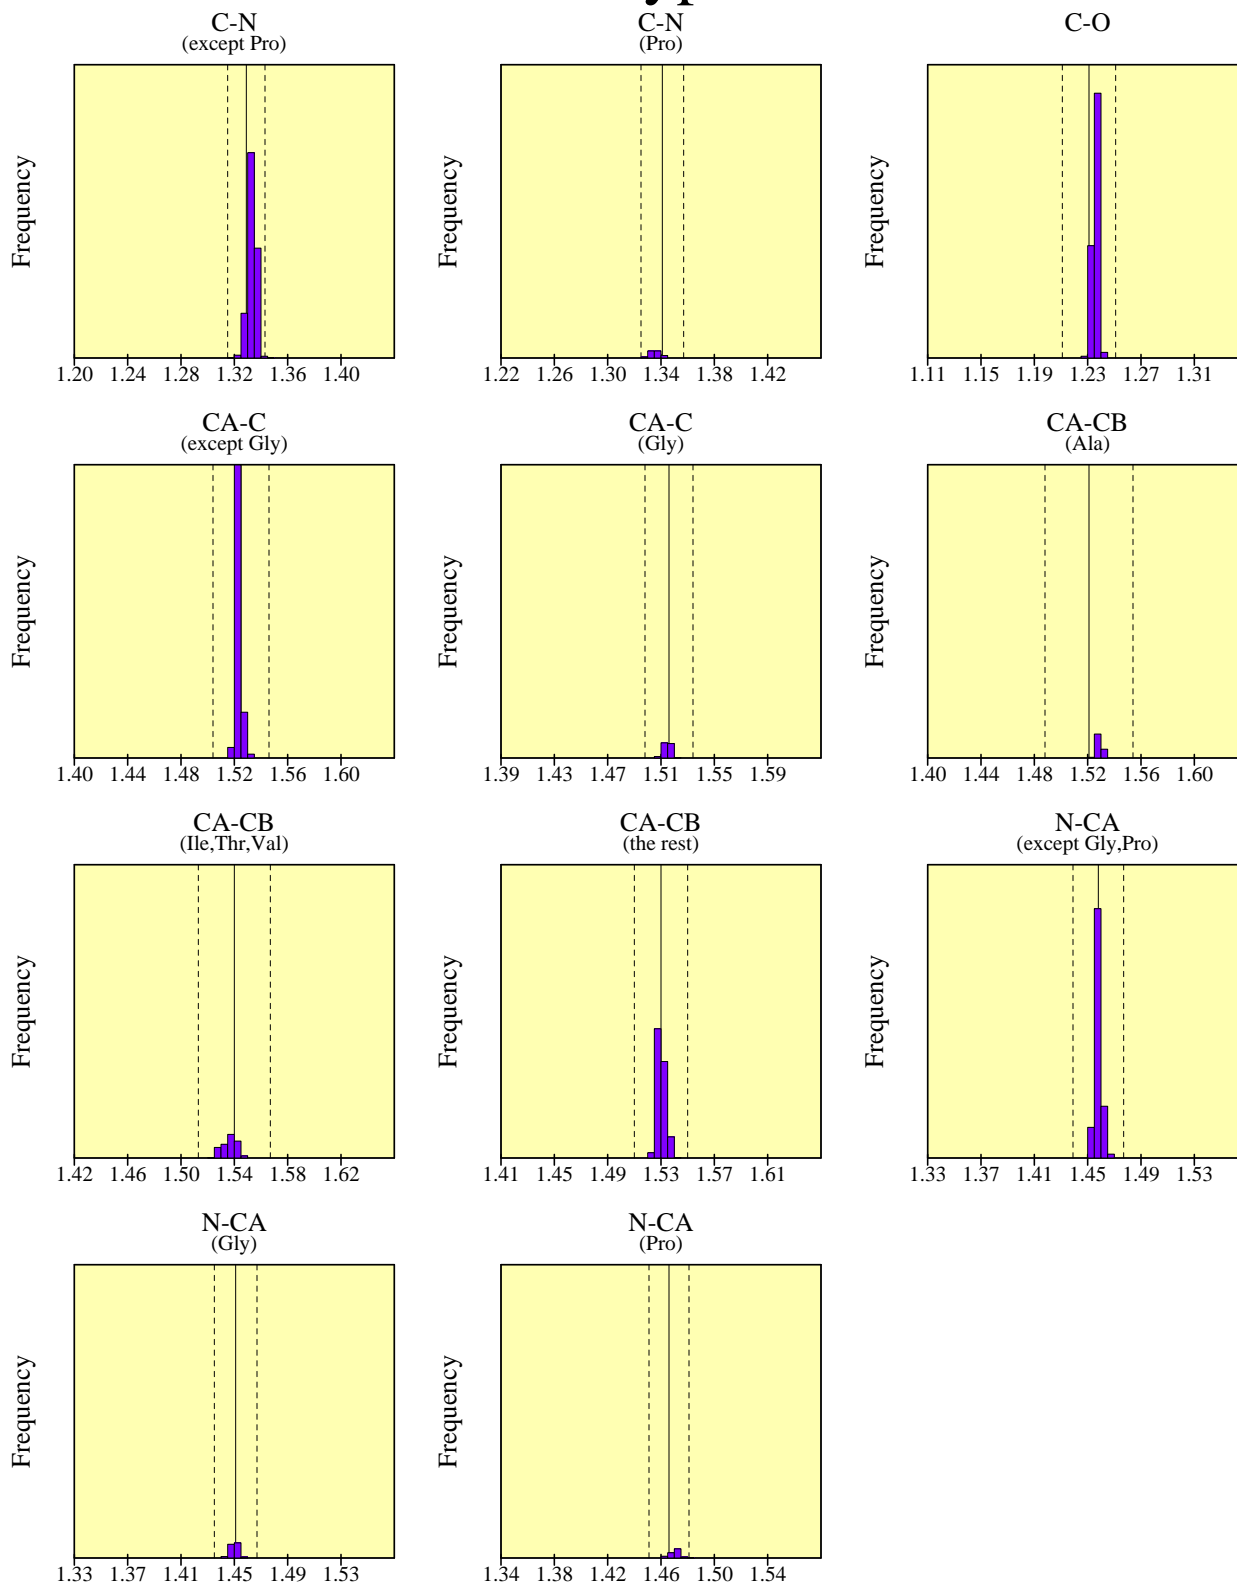 C-N
(except Pro)
C-N
(Pro)
C-O
Frequency
Frequency
Frequency
1.20 1.24 1.28 1.32 1.36 1.40
1.22 1.26 1.30 1.34 1.38 1.42
1.11 1.15 1.19 1.23 1.27 1.31
CA-C
(except Gly)
CA-C
(Gly)
CA-CB
(Ala)
Frequency
Frequency
Frequency
1.40 1.44 1.48 1.52 1.56 1.60
1.39 1.43 1.47 1.51 1.55 1.59
1.40 1.44 1.48 1.52 1.56 1.60
CA-CB
(Ile,Thr,Val)
CA-CB
(the rest)
N-CA
(except Gly,Pro)
Frequency
Frequency
Frequency
1.42 1.46 1.50 1.54 1.58 1.62
1.41 1.45 1.49 1.53 1.57 1.61
1.33 1.37 1.41 1.45 1.49 1.53
N-CA
(Gly)
N-CA
(Pro)
Frequency
Frequency
1.33 1.37 1.41 1.45 1.49 1.53
1.34 1.38 1.42 1.46 1.50 1.54